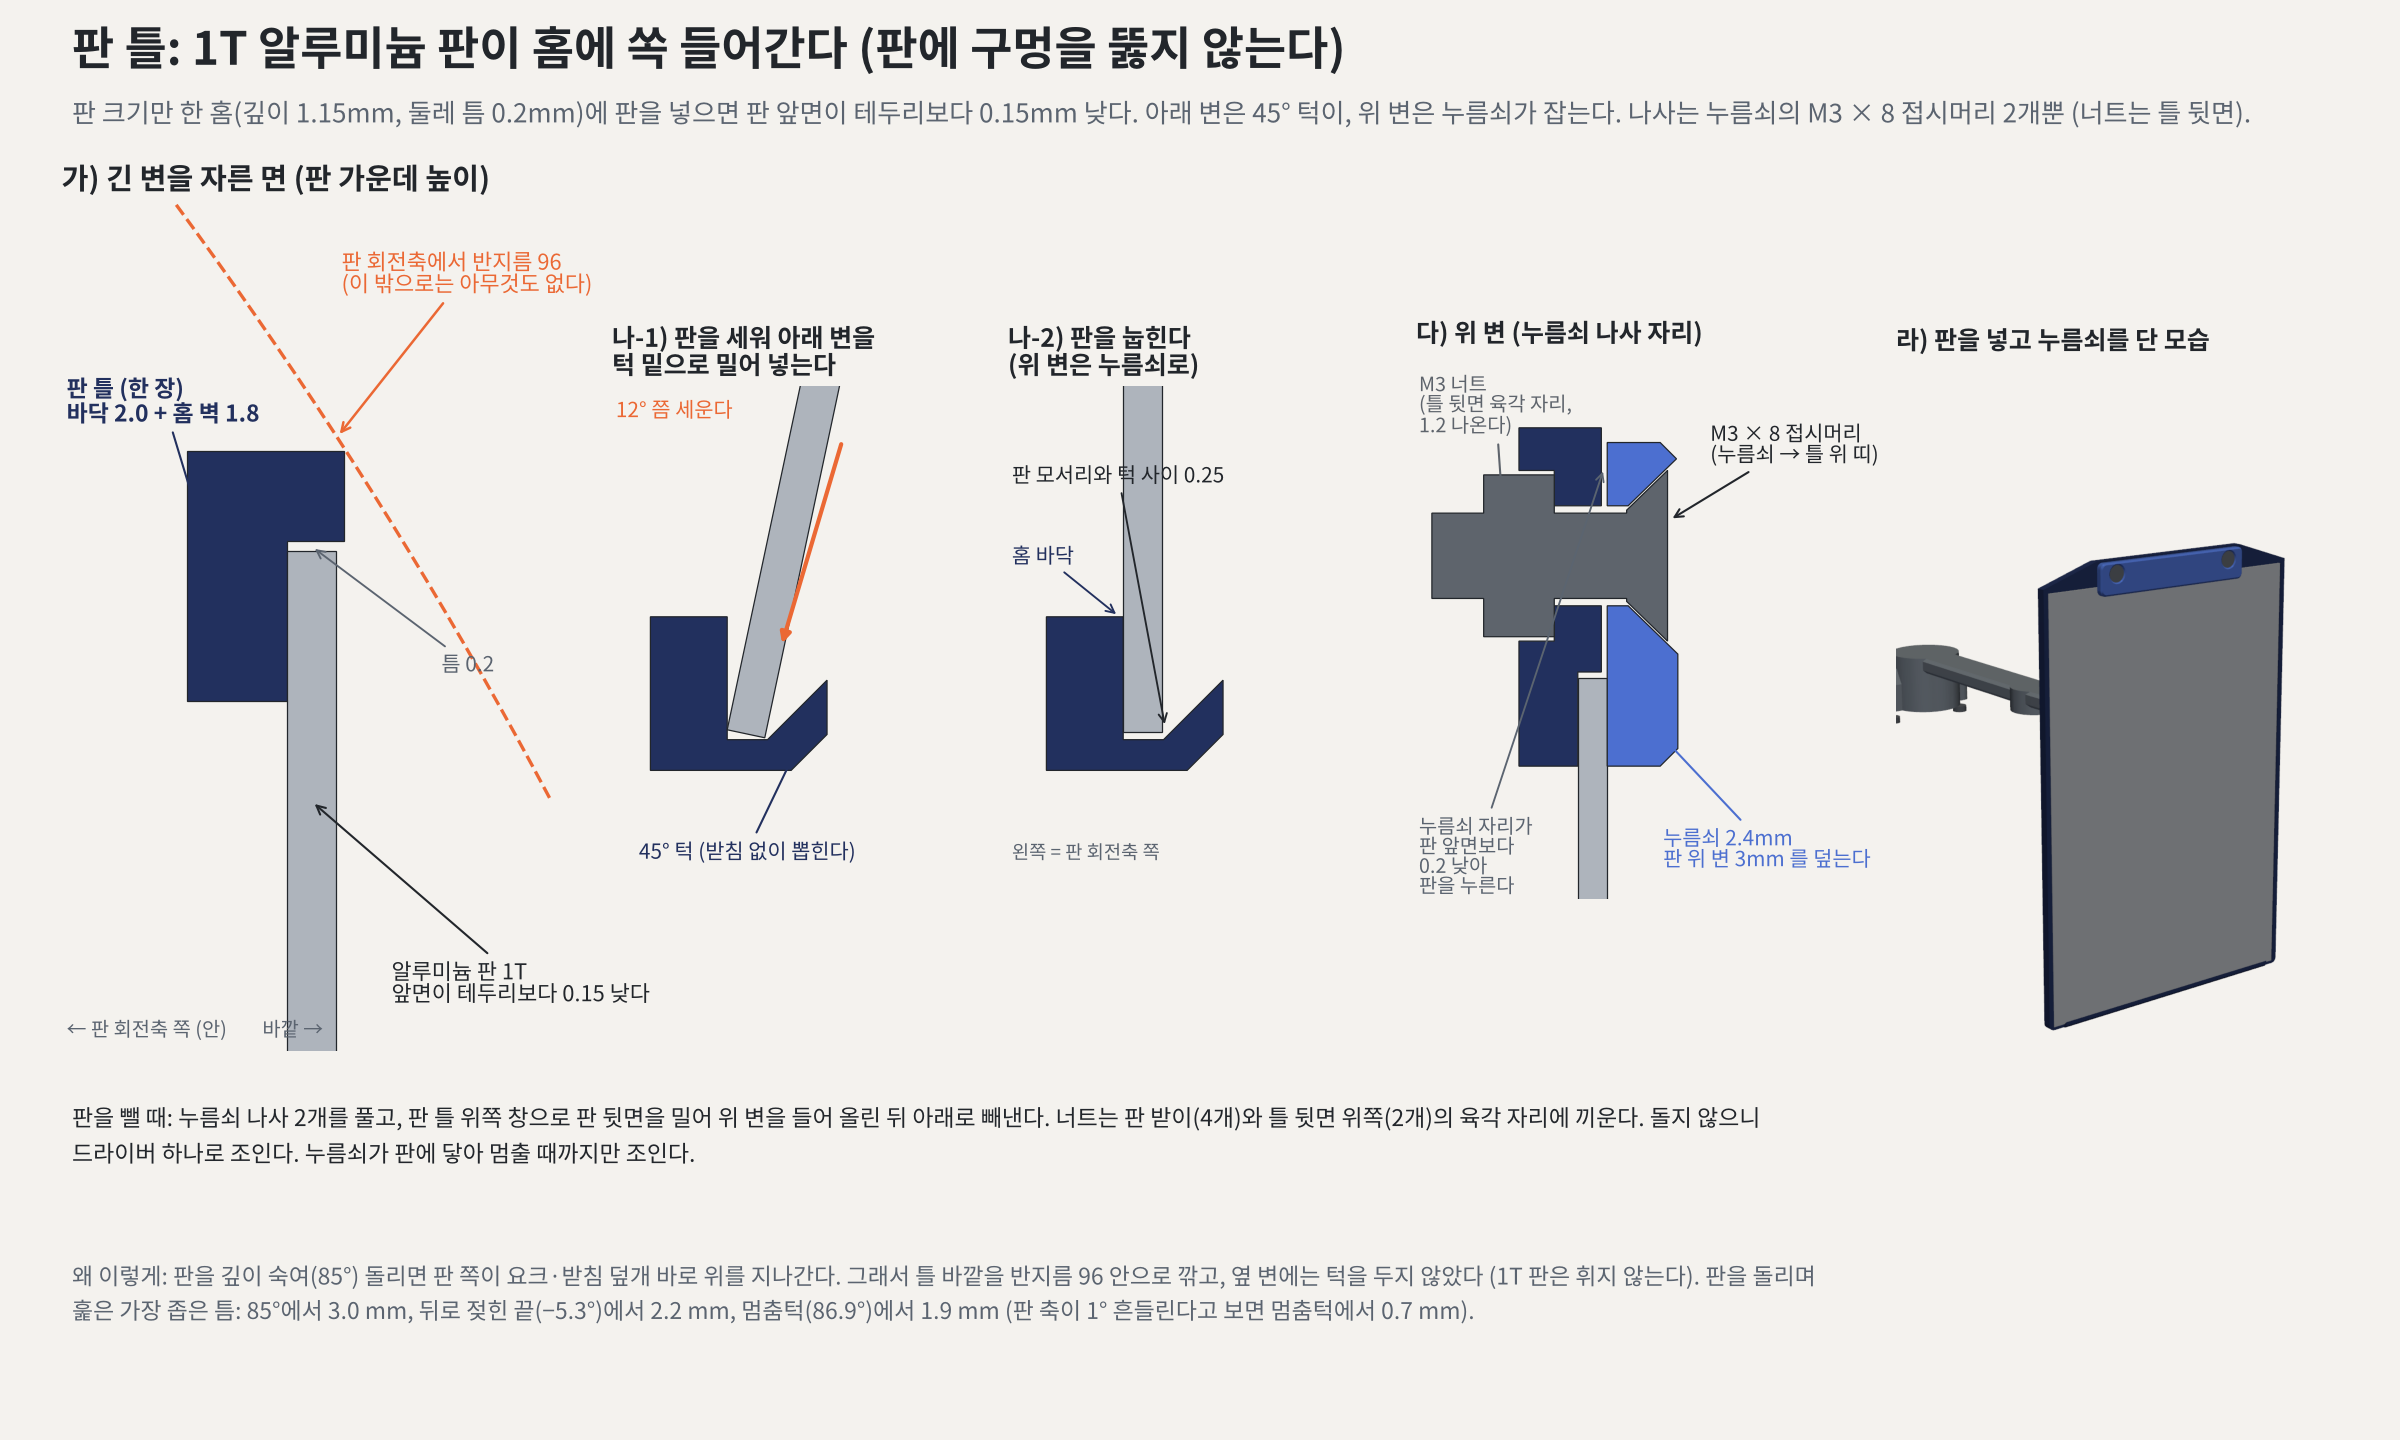 판 틀: 1T 알루미늄 판이 홈에 쏙 들어간다 (판에 구멍을 뚫지 않는다)
판 크기만 한 홈(깊이 1.15mm, 둘레 틈 0.2mm)에 판을 넣으면 판 앞면이 테두리보다 0.15mm 낮다. 아래 변은 45° 턱이, 위 변은 누름쇠가 잡는다. 나사는 누름쇠의 M3 × 8 접시머리 2개뿐 (너트는 틀 뒷면).
가) 긴 변을 자른 면 (판 가운데 높이)
판 회전축에서 반지름 96
(이 밖으로는 아무것도 없다)
판 틀 (한 장)
바닥 2.0 + 홈 벽 1.8
틈 0.2
알루미늄 판 1T
앞면이 테두리보다 0.15 낮다
← 판 회전축 쪽 (안)
바깥 →
나-1) 판을 세워 아래 변을
턱 밑으로 밀어 넣는다
12° 쯤 세운다
45° 턱 (받침 없이 뽑힌다)
나-2) 판을 눕힌다
(위 변은 누름쇠로)
판 모서리와 턱 사이 0.25
홈 바닥
왼쪽 = 판 회전축 쪽
다) 위 변 (누름쇠 나사 자리)
M3 너트
(틀 뒷면 육각 자리,
1.2 나온다)
M3 × 8 접시머리
(누름쇠 → 틀 위 띠)
누름쇠 자리가
판 앞면보다
0.2 낮아
판을 누른다
누름쇠 2.4mm
판 위 변 3mm 를 덮는다
라) 판을 넣고 누름쇠를 단 모습
판을 뺄 때: 누름쇠 나사 2개를 풀고, 판 틀 위쪽 창으로 판 뒷면을 밀어 위 변을 들어 올린 뒤 아래로 빼낸다. 너트는 판 받이(4개)와 틀 뒷면 위쪽(2개)의 육각 자리에 끼운다. 돌지 않으니
드라이버 하나로 조인다. 누름쇠가 판에 닿아 멈출 때까지만 조인다.
왜 이렇게: 판을 깊이 숙여(85°) 돌리면 판 쪽이 요크·받침 덮개 바로 위를 지나간다. 그래서 틀 바깥을 반지름 96 안으로 깎고, 옆 변에는 턱을 두지 않았다 (1T 판은 휘지 않는다). 판을 돌리며
훑은 가장 좁은 틈: 85°에서 3.0 mm, 뒤로 젖힌 끝(−5.3°)에서 2.2 mm, 멈춤턱(86.9°)에서 1.9 mm (판 축이 1° 흔들린다고 보면 멈춤턱에서 0.7 mm).